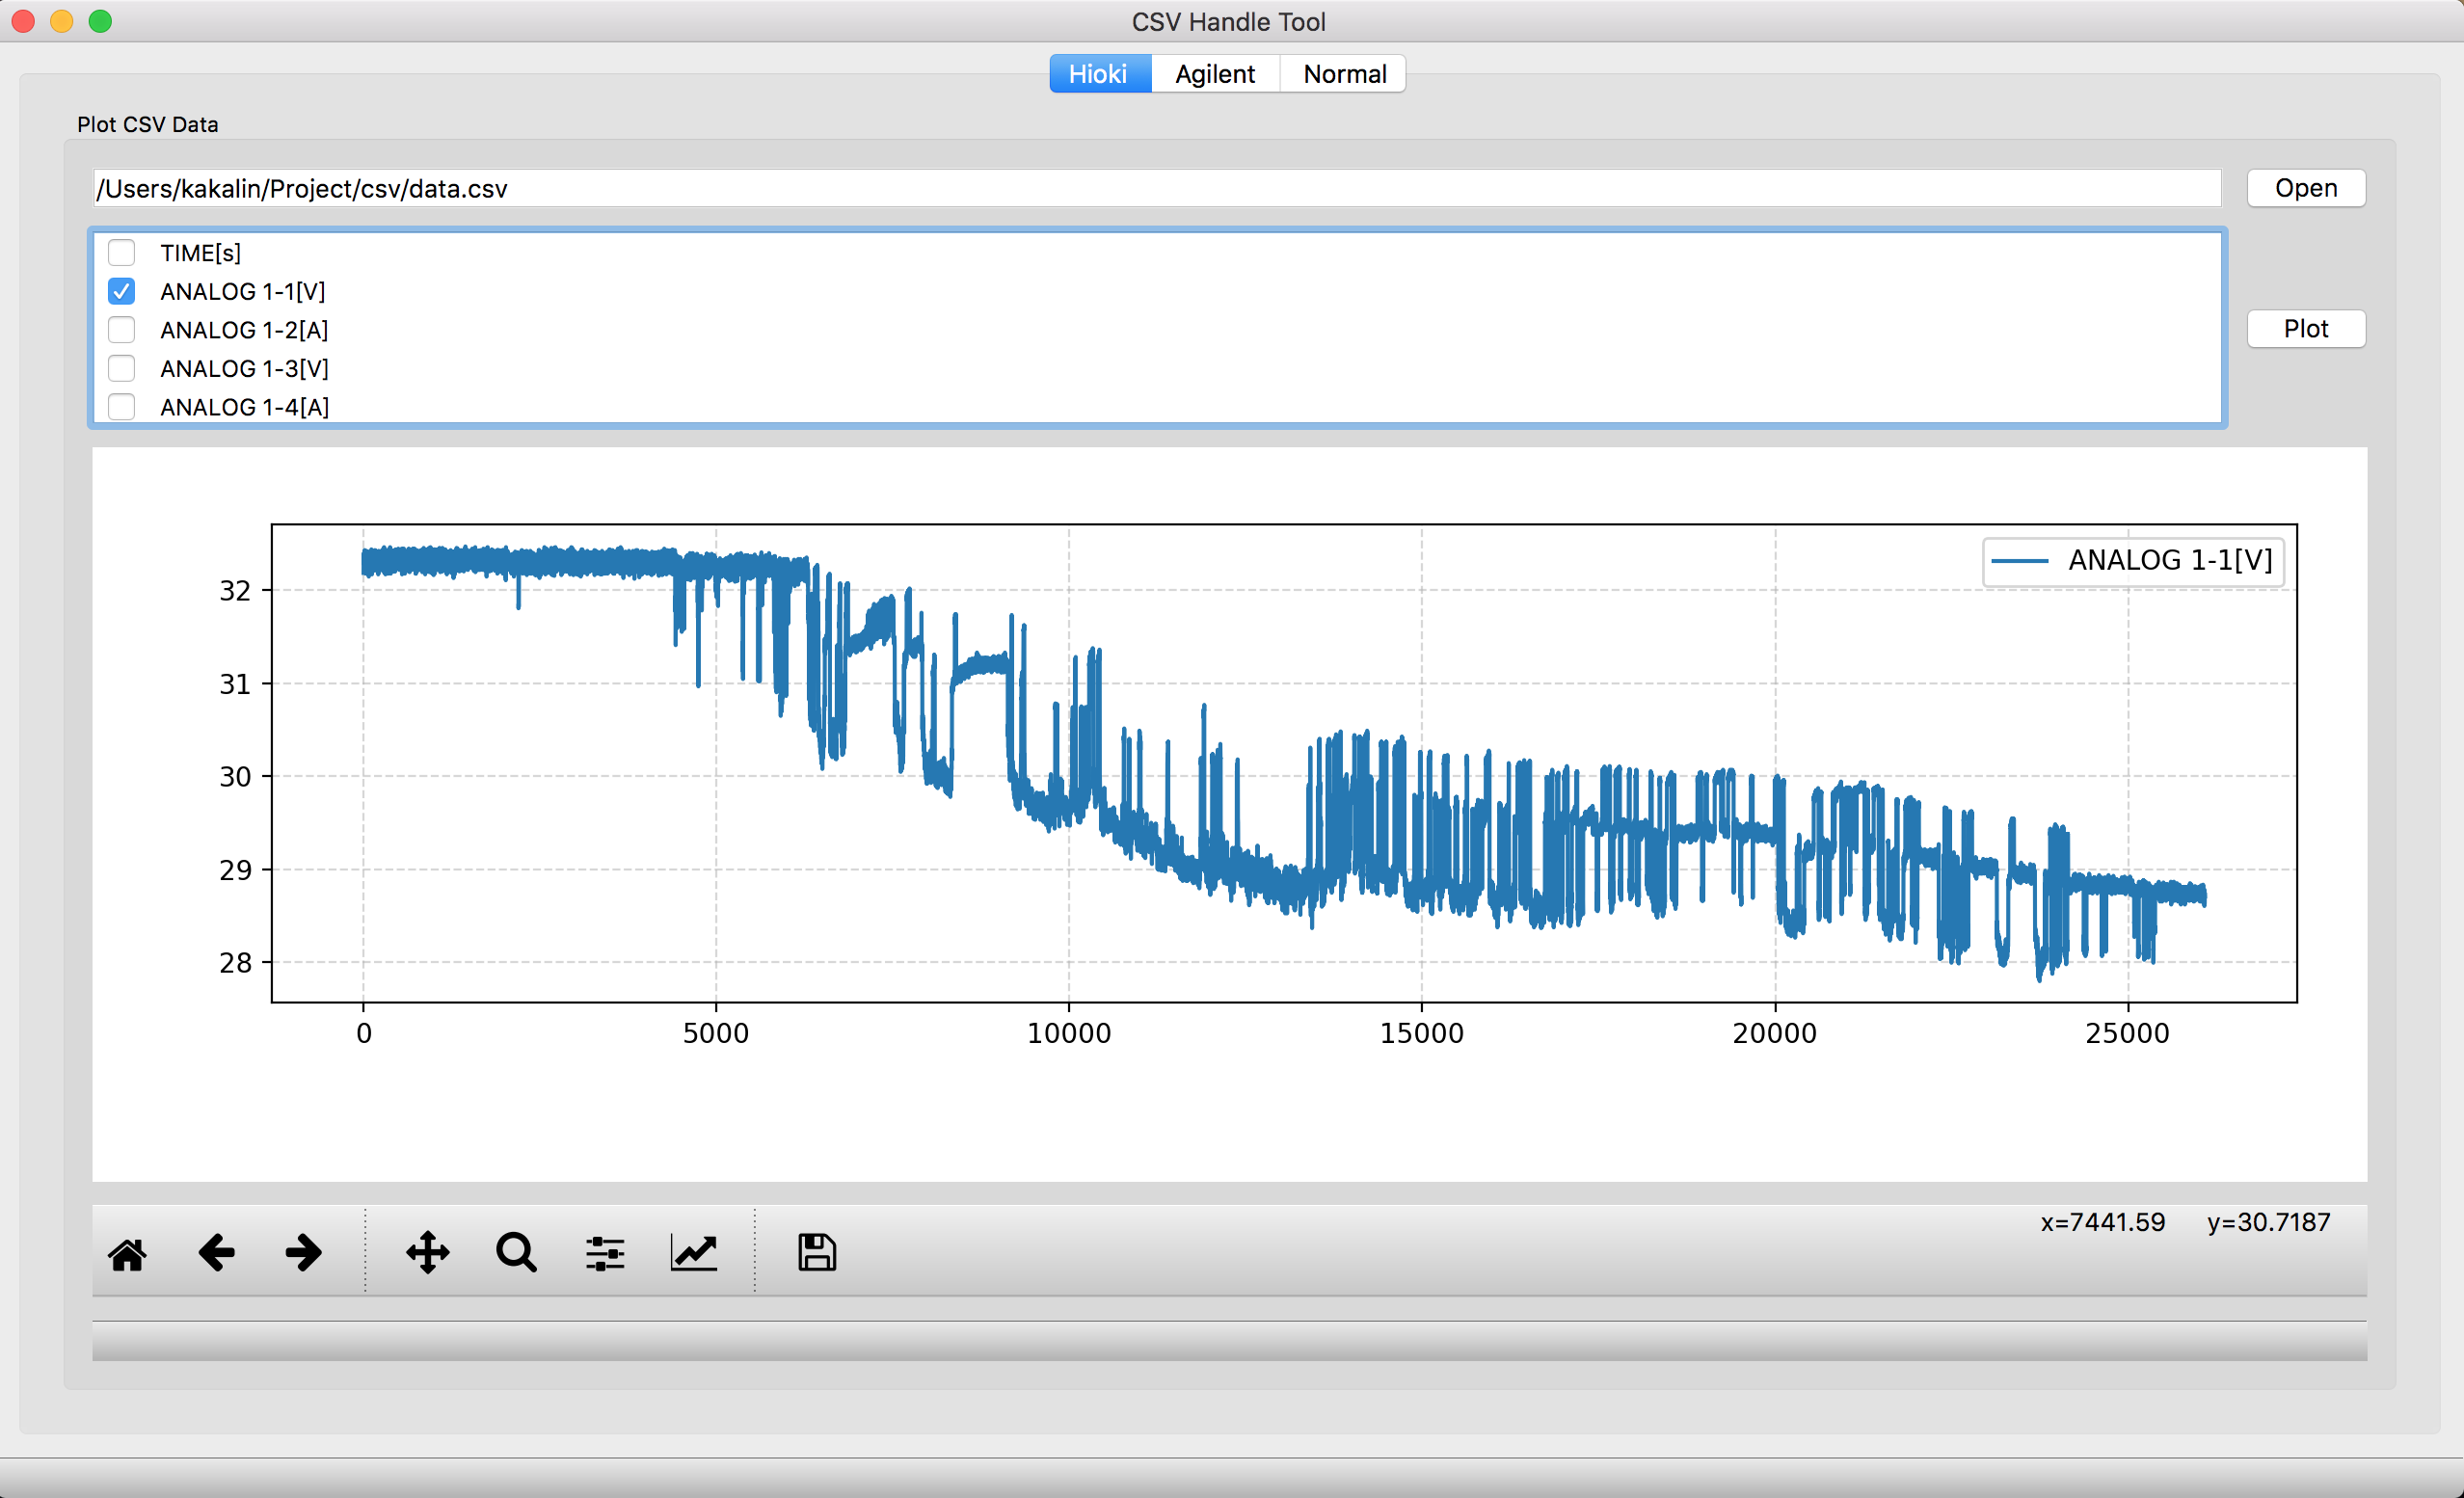 CSV Handle Tool
Hioki Agilent Normal
Plot CSV Data
/Users/kakalin/Project/csv/data.csv Open
TIME[s]
ANALOG 1-1[V]
ANALOG 1-2[A]
Plot
ANALOG 1-3[V]
ANALOG 1-4[A]
ANALOG 1-1[V]
32
31
30
29
28
0 5000 10000 15000 20000 25000
x=7441.59 y=30.7187